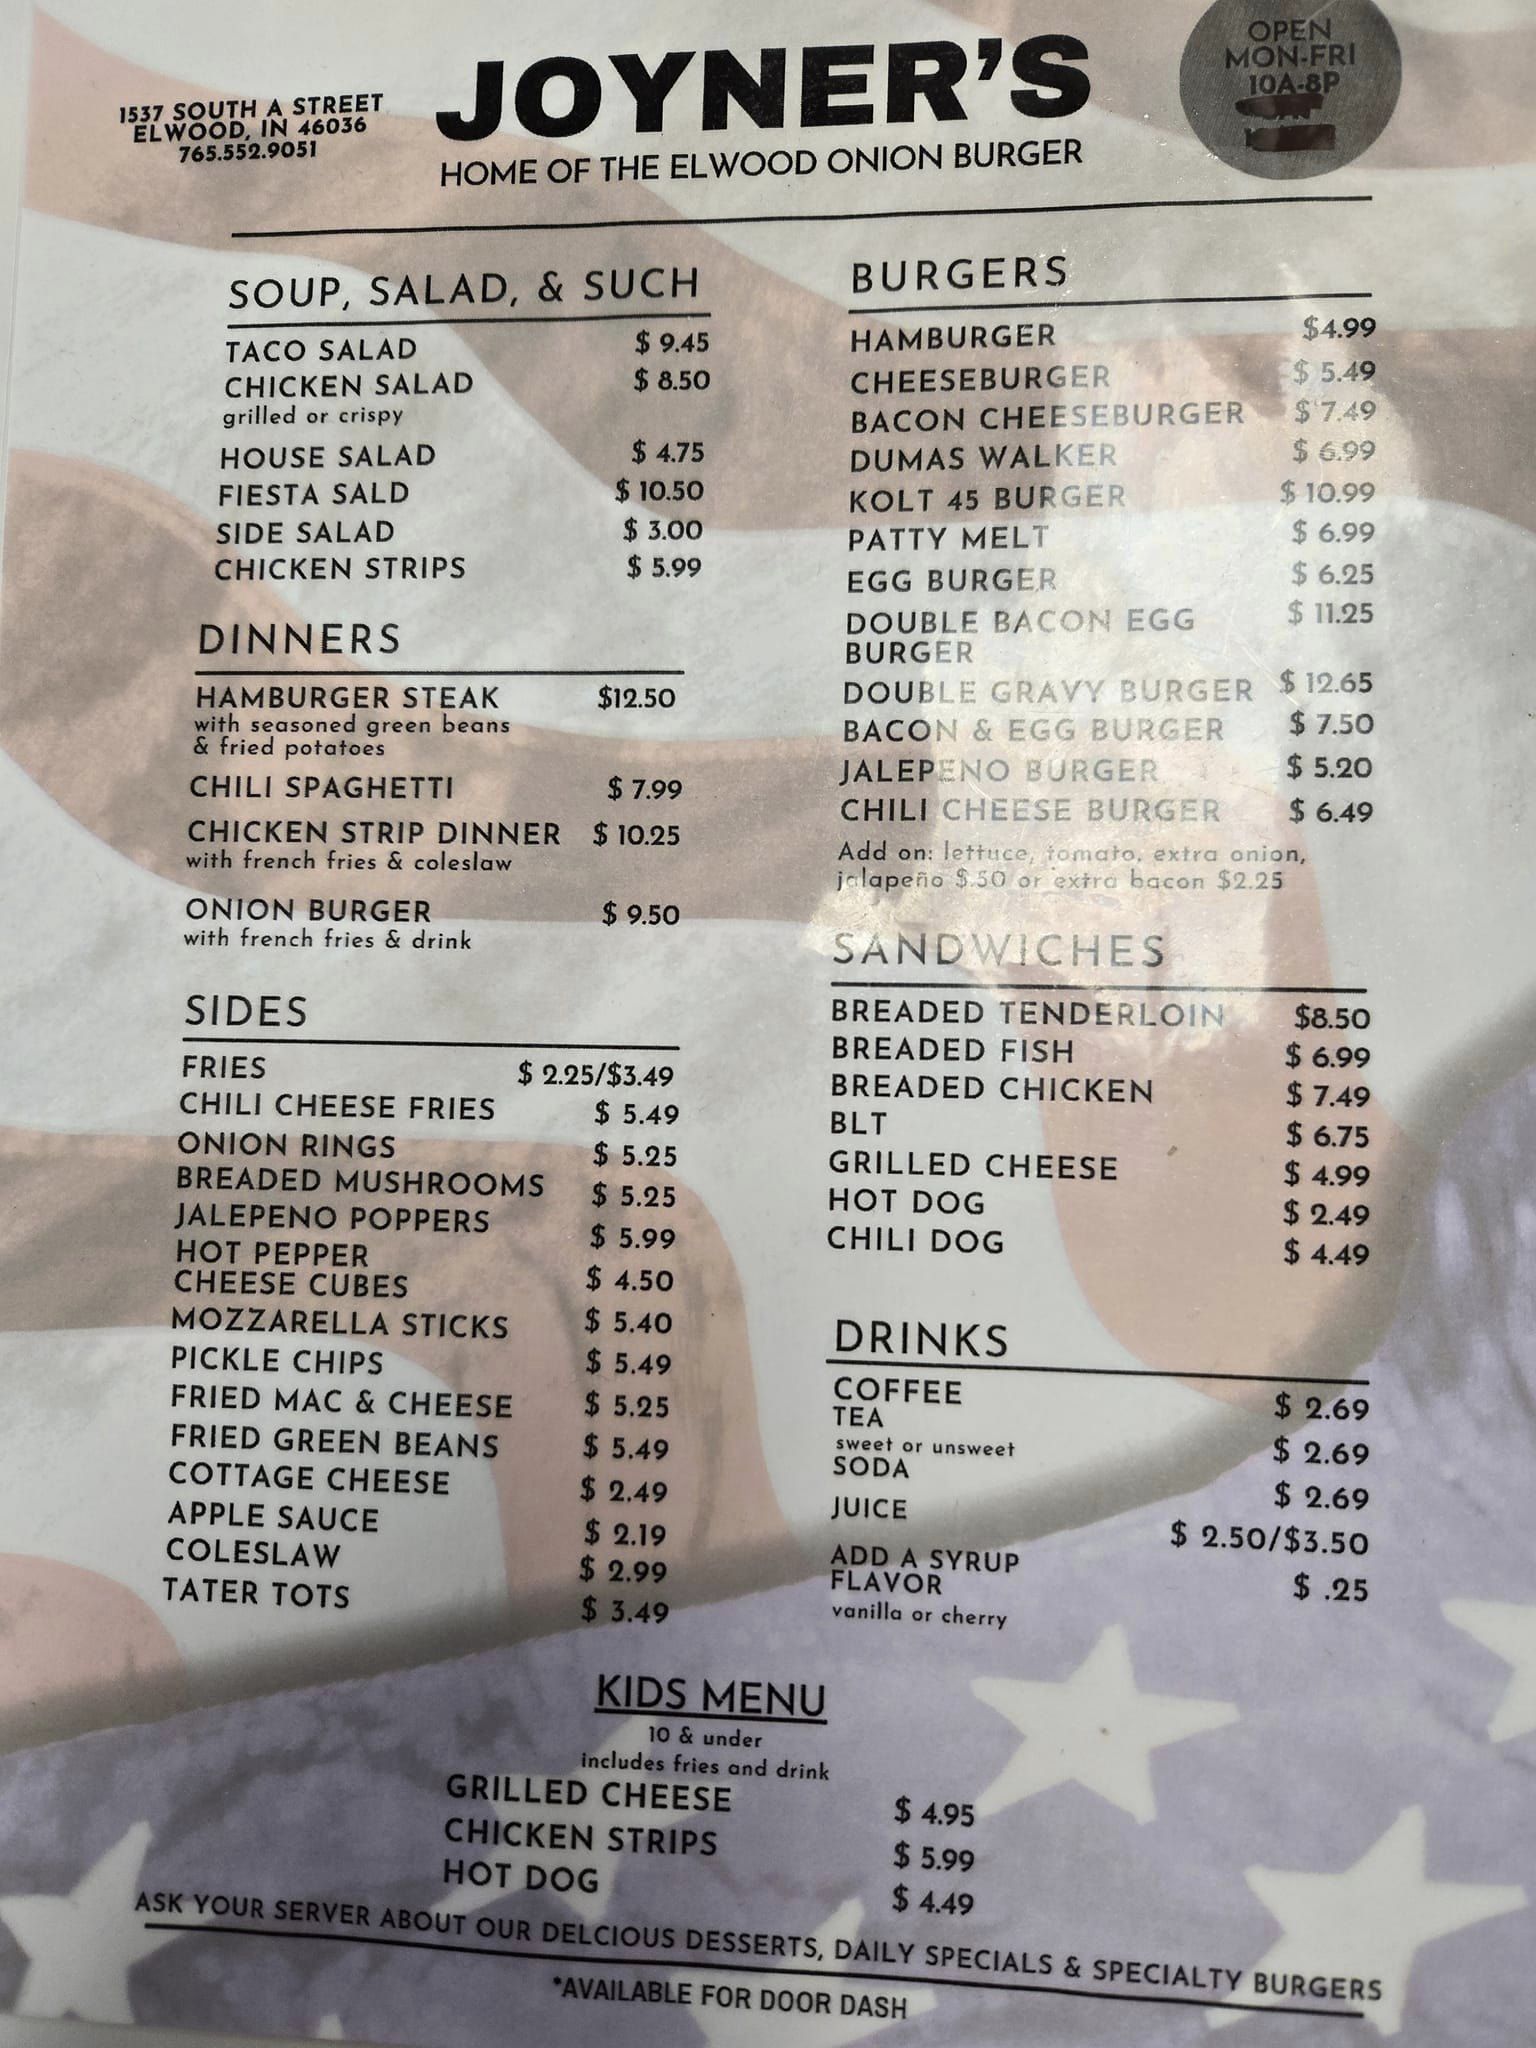 1537 SOUTH A STREET
ELWOOD, IN 46036
765.552.9051
JOYNER'S
HOME OF THE ELWOOD ONION BURGER
OPEN
MON-FRI
10A-8P
SOUP, SALAD, & SUCH
TACO SALAD $ 9.45
CHICKEN SALAD $ 8.50
grilled or crispy
HOUSE SALAD $ 4.75
FIESTA SALD $ 10.50
SIDE SALAD $ 3.00
CHICKEN STRIPS $ 5.99
DINNERS
HAMBURGER STEAK $12.50
with seasoned green beans
& fried potatoes
CHILI SPAGHETTI $ 7.99
CHICKEN STRIP DINNER $ 10.25
with french fries & coleslaw
ONION BURGER $ 9.50
with french fries & drink
SIDES
FRIES $ 2.25/$3.49
CHILI CHEESE FRIES $ 5.49
ONION RINGS $ 5.25
BREADED MUSHROOMS $ 5.25
JALEPENO POPPERS $ 5.99
HOT PEPPER
CHEESE CUBES $ 4.50
MOZZARELLA STICKS $ 5.40
PICKLE CHIPS $ 5.49
FRIED MAC & CHEESE $ 5.25
FRIED GREEN BEANS $ 5.49
COTTAGE CHEESE $ 2.49
APPLE SAUCE $ 2.19
COLESLAW $ 2.99
TATER TOTS $ 3.49
BURGERS
HAMBURGER $4.99
CHEESEBURGER $ 5.49
BACON CHEESEBURGER $ 7.49
DUMAS WALKER $ 6.99
KOLT 45 BURGER $ 10.99
PATTY MELT $ 6.99
EGG BURGER $ 6.25
DOUBLE BACON EGG $ 11.25
BURGER
DOUBLE GRAVY BURGER $ 12.65
BACON & EGG BURGER $ 7.50
JALEPENO BURGER $ 5.20
CHILI CHEESE BURGER $ 6.49
Add on: lettuce, tomato, extra onion,
jalapeño $.50 or extra bacon $2.25
SANDWICHES
BREADED TENDERLOIN $8.50
BREADED FISH $ 6.99
BREADED CHICKEN $ 7.49
BLT $ 6.75
GRILLED CHEESE $ 4.99
HOT DOG $ 2.49
CHILI DOG $ 4.49
DRINKS
COFFEE $ 2.69
TEA $ 2.69
sweet or unsweet
SODA $ 2.69
JUICE $ 2.50/$3.50
ADD A SYRUP
FLAVOR $ .25
vanilla or cherry
KIDS MENU
10 & under
includes fries and drink
GRILLED CHEESE $ 4.95
CHICKEN STRIPS $ 5.99
HOT DOG $ 4.49
ASK YOUR SERVER ABOUT OUR DELCIOUS DESSERTS, DAILY SPECIALS & SPECIALTY BURGERS
*AVAILABLE FOR DOOR DASH